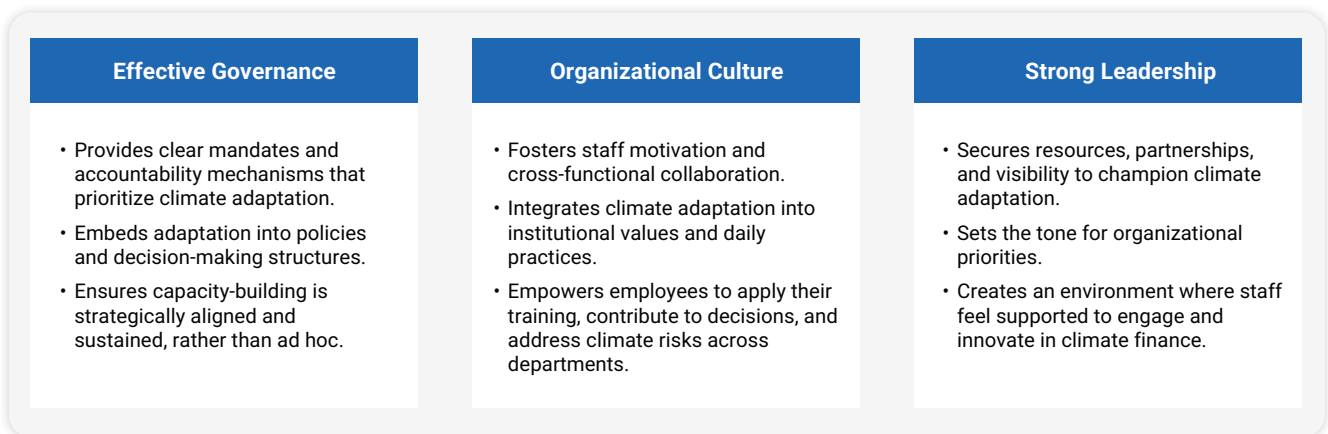 Effective Governance
• Provides clear mandates and
accountability mechanisms that
prioritize climate adaptation.
• Embeds adaptation into policies
and decision-making structures.
• Ensures capacity-building is
strategically aligned and
sustained, rather than ad hoc.
Organizational Culture
• Fosters staff motivation and
cross-functional collaboration.
• Integrates climate adaptation into
institutional values and daily
practices.
• Empowers employees to apply their
training, contribute to decisions, and
address climate risks across
departments.
Strong Leadership
• Secures resources, partnerships,
and visibility to champion climate
adaptation.
• Sets the tone for organizational
priorities.
• Creates an environment where staff
feel supported to engage and
innovate in climate finance.